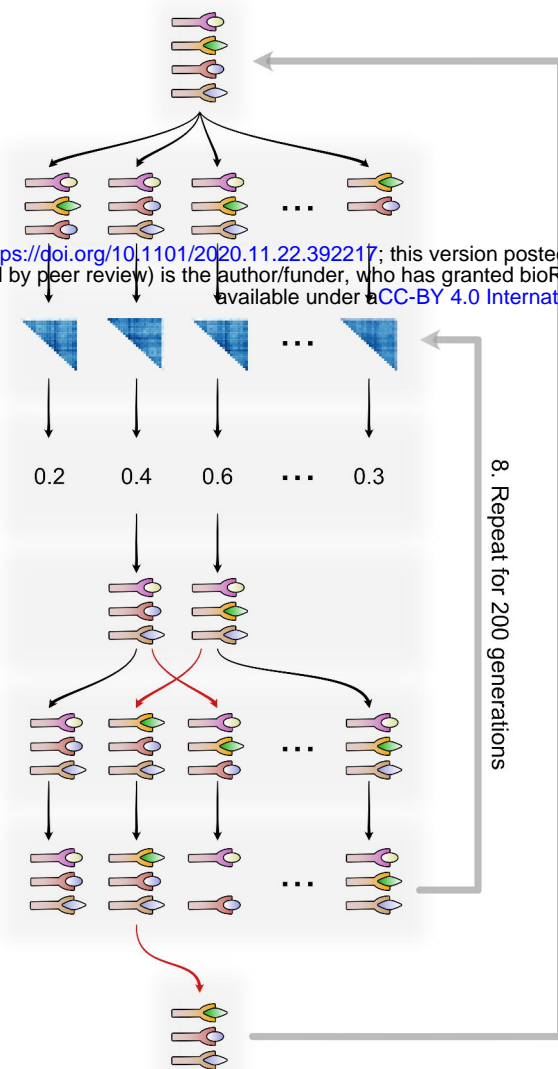 ps://doi.org/10.1101/2020.11.22.392217; this version poste
d by peer review) is the author/funder, who has granted bioR
available under aCC-BY 4.0 Internat
...
...
0.2 0.4 0.6 ... 0.3
8. Repeat for 200 generations
...
...